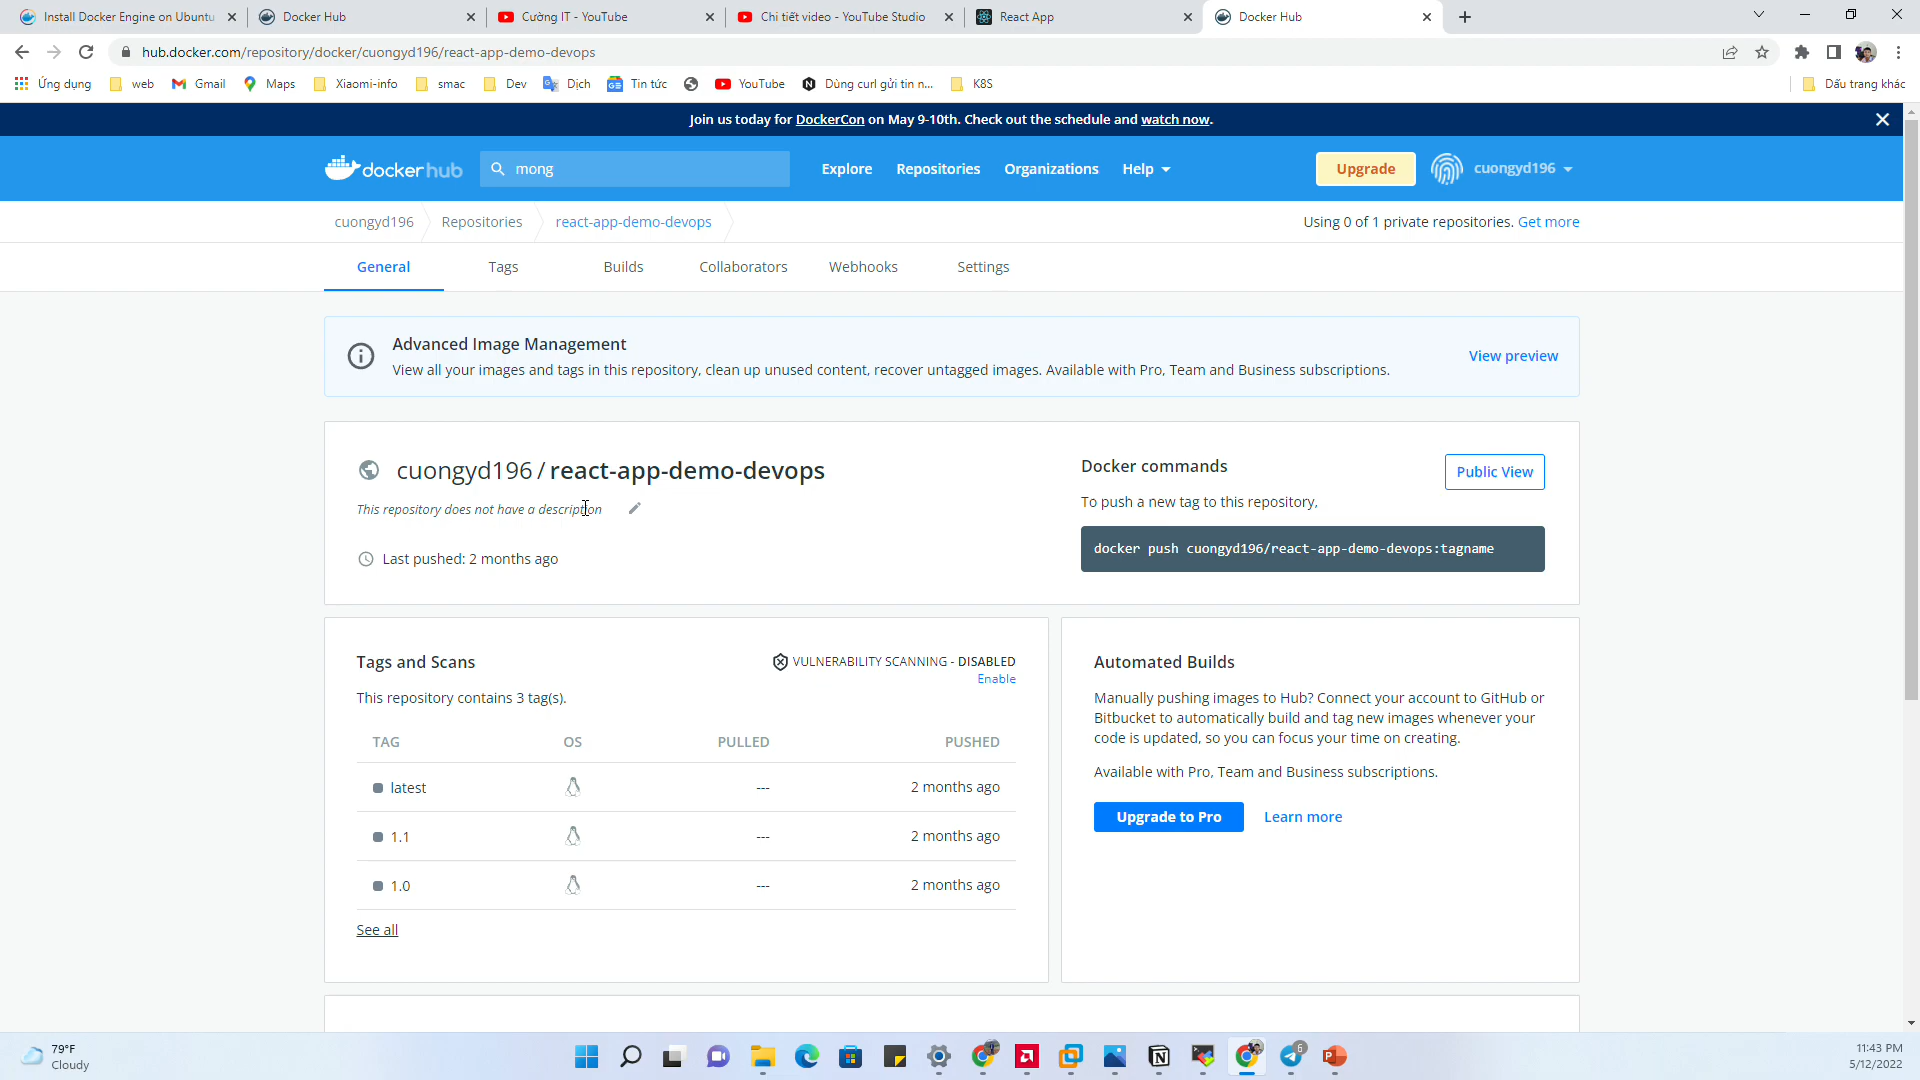 Install Docker Engine on Ubuntu
Docker Hub
Cường IT - YouTube
Chi tiết video - YouTube Studio
React App
Docker Hub
hub.docker.com/repository/docker/cuongyd196/react-app-demo-devops
Ứng dụng
web
Gmail
Maps
Xiaomi-info
smac
Dev
Dịch
Tin tức
YouTube
Dùng curl gửi tin n...
K8S
Dấu trang khác
Join us today for DockerCon on May 9-10th. Check out the schedule and watch now.
dockerhub
mong
Explore
Repositories
Organizations
Help
Upgrade
cuongyd196
cuongyd196
Repositories
react-app-demo-devops
Using 0 of 1 private repositories. Get more
General
Tags
Builds
Collaborators
Webhooks
Settings
Advanced Image Management
View all your images and tags in this repository, clean up unused content, recover untagged images. Available with Pro, Team and Business subscriptions.
View preview
cuongyd196 / react-app-demo-devops
This repository does not have a description
Last pushed: 2 months ago
Docker commands
Public View
To push a new tag to this repository,
docker push cuongyd196/react-app-demo-devops:tagname
Tags and Scans
VULNERABILITY SCANNING - DISABLED
Enable
This repository contains 3 tag(s).
TAG OS PULLED PUSHED
latest --- 2 months ago
1.1 --- 2 months ago
1.0 --- 2 months ago
See all
Automated Builds
Manually pushing images to Hub? Connect your account to GitHub or
Bitbucket to automatically build and tag new images whenever your
code is updated, so you can focus your time on creating.
Available with Pro, Team and Business subscriptions.
Upgrade to Pro
Learn more
79°F
Cloudy
6
11:43 PM
5/12/2022